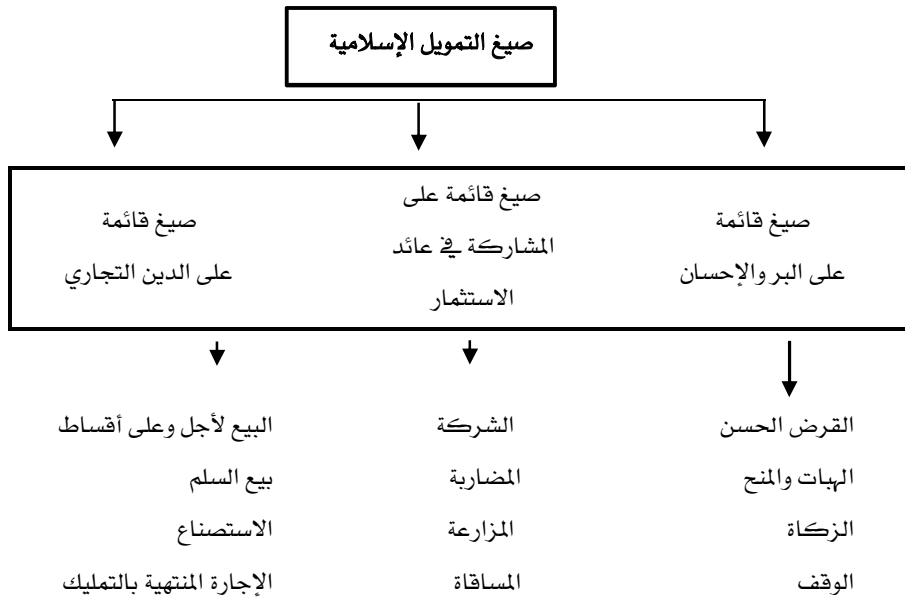 صيغ التمويل الإسلامية
صيغ قائمة
على البر والإحسان
صيغ قائمة على
المشاركة في عائد
الاستثمار
صيغ قائمة
على الدين التجاري
القرض الحسن
الهبات والمنح
الزكاة
الوقف
الشركة
المضاربة
المزارعة
المساقاة
البيع لأجل وعلى أقساط
بيع السلم
الاستصناع
الإجارة المنتهية بالتمليك